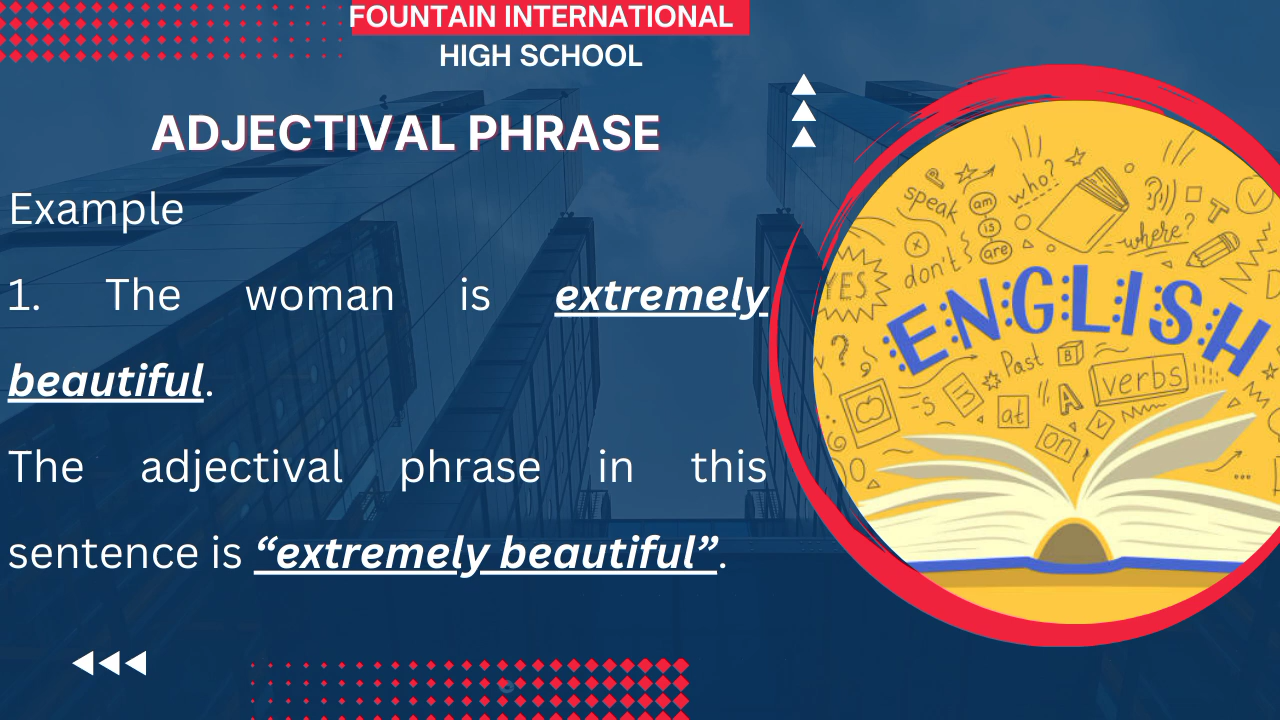 FOUNTAIN INTERNATIONAL
HIGH SCHOOL
ADJECTIVAL PHRASE
Example
1. The woman is extremely
beautiful.
The adjectival phrase in this
sentence is “extremely beautiful”.
speak
am
is
are
who?
where?
don't
YES
ENGLISH
Past
B
verbs
at
A
on
P
T
?
-s